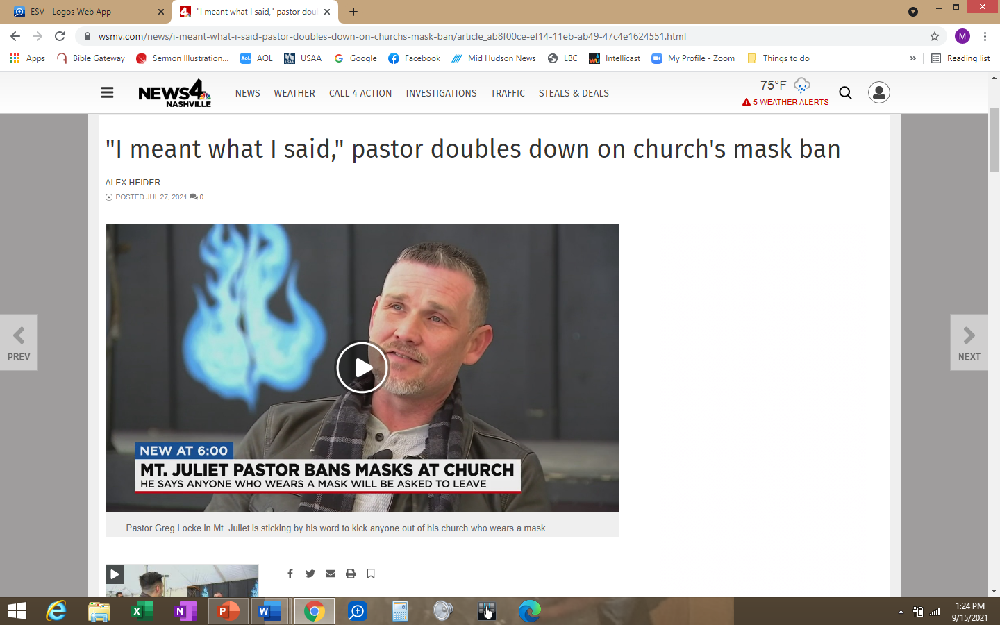 ESV - Logos Web App
"I meant what I said," pastor dou
wsmv.com/news/i-meant-what-i-said-pastor-doubles-down-on-churchs-mask-ban/article_ab8f00ce-ef14-11eb-ab49-47c4e1624551.html
M
Apps Bible Gateway Sermon Illustration... Aol. AOL USAA USAA Google Facebook Mid Hudson News LBC wu Intellicast My Profile - Zoom Things to do » Reading list
NEWS4 NASHVILLE
NEWS WEATHER CALL 4 ACTION INVESTIGATIONS TRAFFIC STEALS & DEALS
75°F
5 WEATHER ALERTS
"I meant what I said," pastor doubles down on church's mask ban
ALEX HEIDER
POSTED JUL 27, 2021 0
PREV
NEXT
NEW AT 6:00
MT. JULIET PASTOR BANS MASKS AT CHURCH
HE SAYS ANYONE WHO WEARS A MASK WILL BE ASKED TO LEAVE
Pastor Greg Locke in Mt. Juliet is sticking by his word to kick anyone out of his church who wears a mask.
1:24 PM
9/15/2021